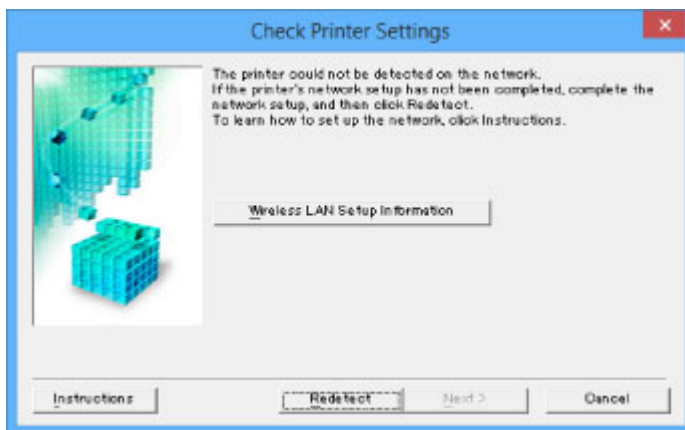 Check Printer Settings
The printer could not be detected on the network.
If the printer's network setup has not been completed, complete the
network setup, and then click Redetect.
To learn how to set up the network, click Instructions.
Wireless LAN Setup Information
Instructions
Redetect
Next >
Cancel